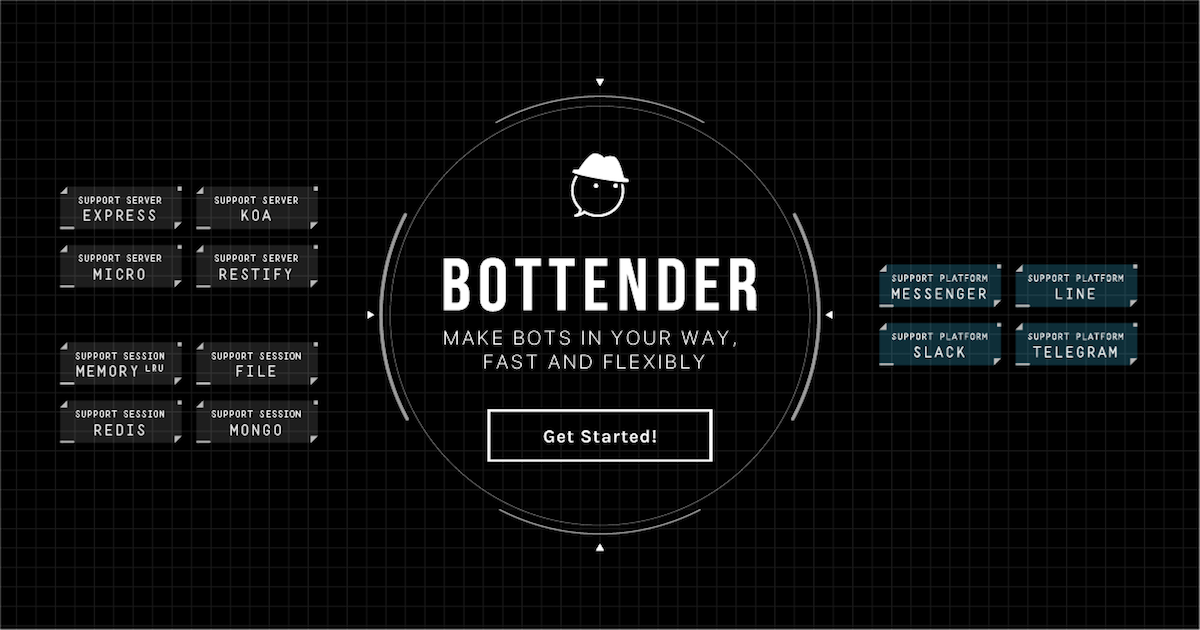 SUPPORT SERVER
EXPRESS
SUPPORT SERVER
KOA
SUPPORT SERVER
MICRO
SUPPORT SERVER
RESTIFY
SUPPORT SESSION
MEMORY LRU
SUPPORT SESSION
FILE
SUPPORT SESSION
REDIS
SUPPORT SESSION
MONGO
BOTTENDER
MAKE BOTS IN YOUR WAY,
FAST AND FLEXIBLY
Get Started!
SUPPORT PLATFORM
MESSENGER
SUPPORT PLATFORM
LINE
SUPPORT PLATFORM
SLACK
SUPPORT PLATFORM
TELEGRAM